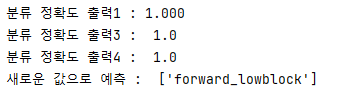 분류 정확도 출력1 : 1.000
분류 정확도 출력3 :  1.0
분류 정확도 출력4 :  1.0
새로운 값으로 예측 :  ['forward_lowblock']